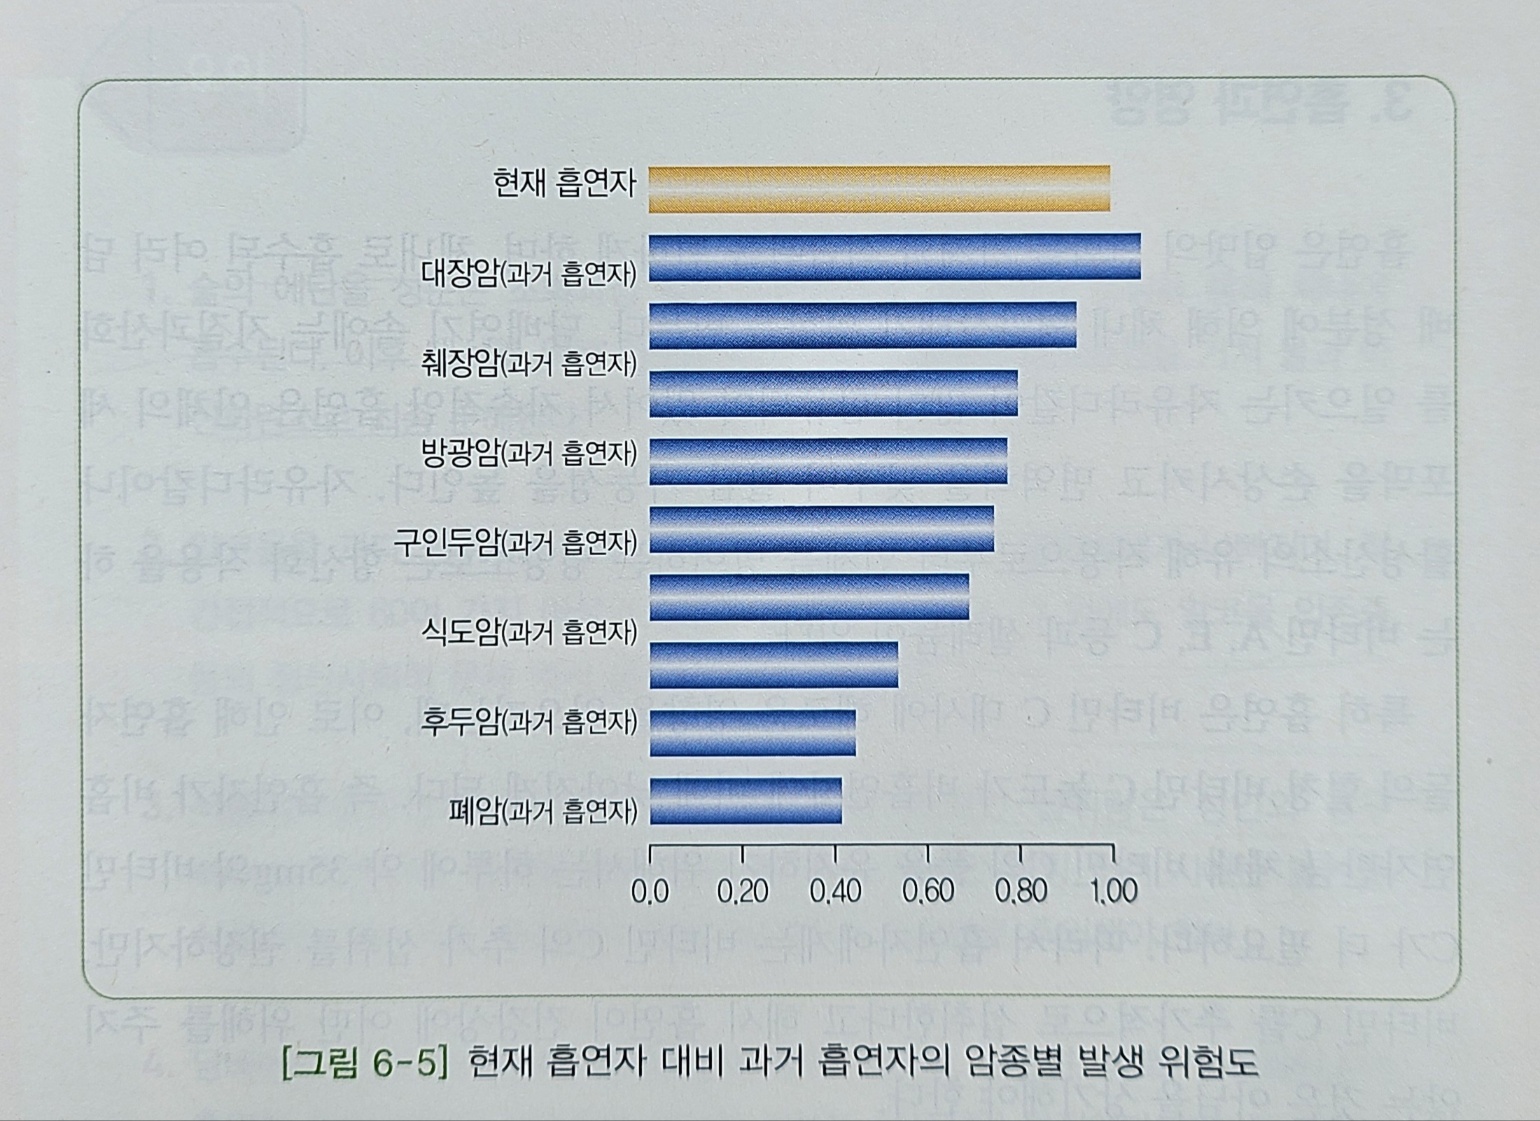 현재 흡연자
대장암(과거 흡연자)
췌장암(과거 흡연자)
방광암(과거 흡연자)
구인두암(과거 흡연자)
식도암(과거 흡연자)
후두암(과거 흡연자)
폐암(과거 흡연자)
0.0 0.20 0.40 0.60 0.80 1.00
[그림 6-5] 현재 흡연자 대비 과거 흡연자의 암종별 발생 위험도